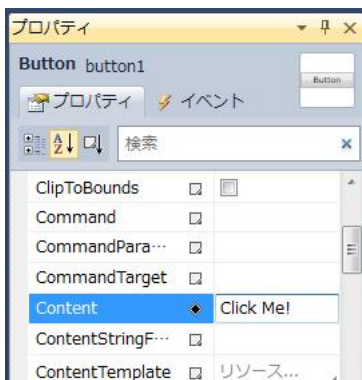 プロパティ
Button button1
Button
プロパティ イベント
検索
ClipToBounds
Command
CommandPara…
CommandTarget
Content Click Me!
ContentStringF…
ContentTemplate リソース...